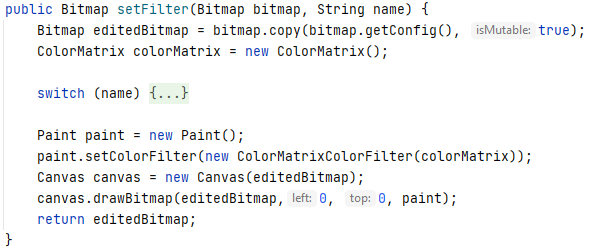 public Bitmap setFilter(Bitmap bitmap, String name) {
Bitmap editedBitmap = bitmap.copy(bitmap.getConfig(), isMutable: true);
ColorMatrix colorMatrix = new ColorMatrix();
switch (name) {...}
Paint paint = new Paint();
paint.setColorFilter(new ColorMatrixColorFilter(colorMatrix));
Canvas canvas = new Canvas(editedBitmap);
canvas.drawBitmap(editedBitmap, left: 0, top: 0, paint);
return editedBitmap;
}